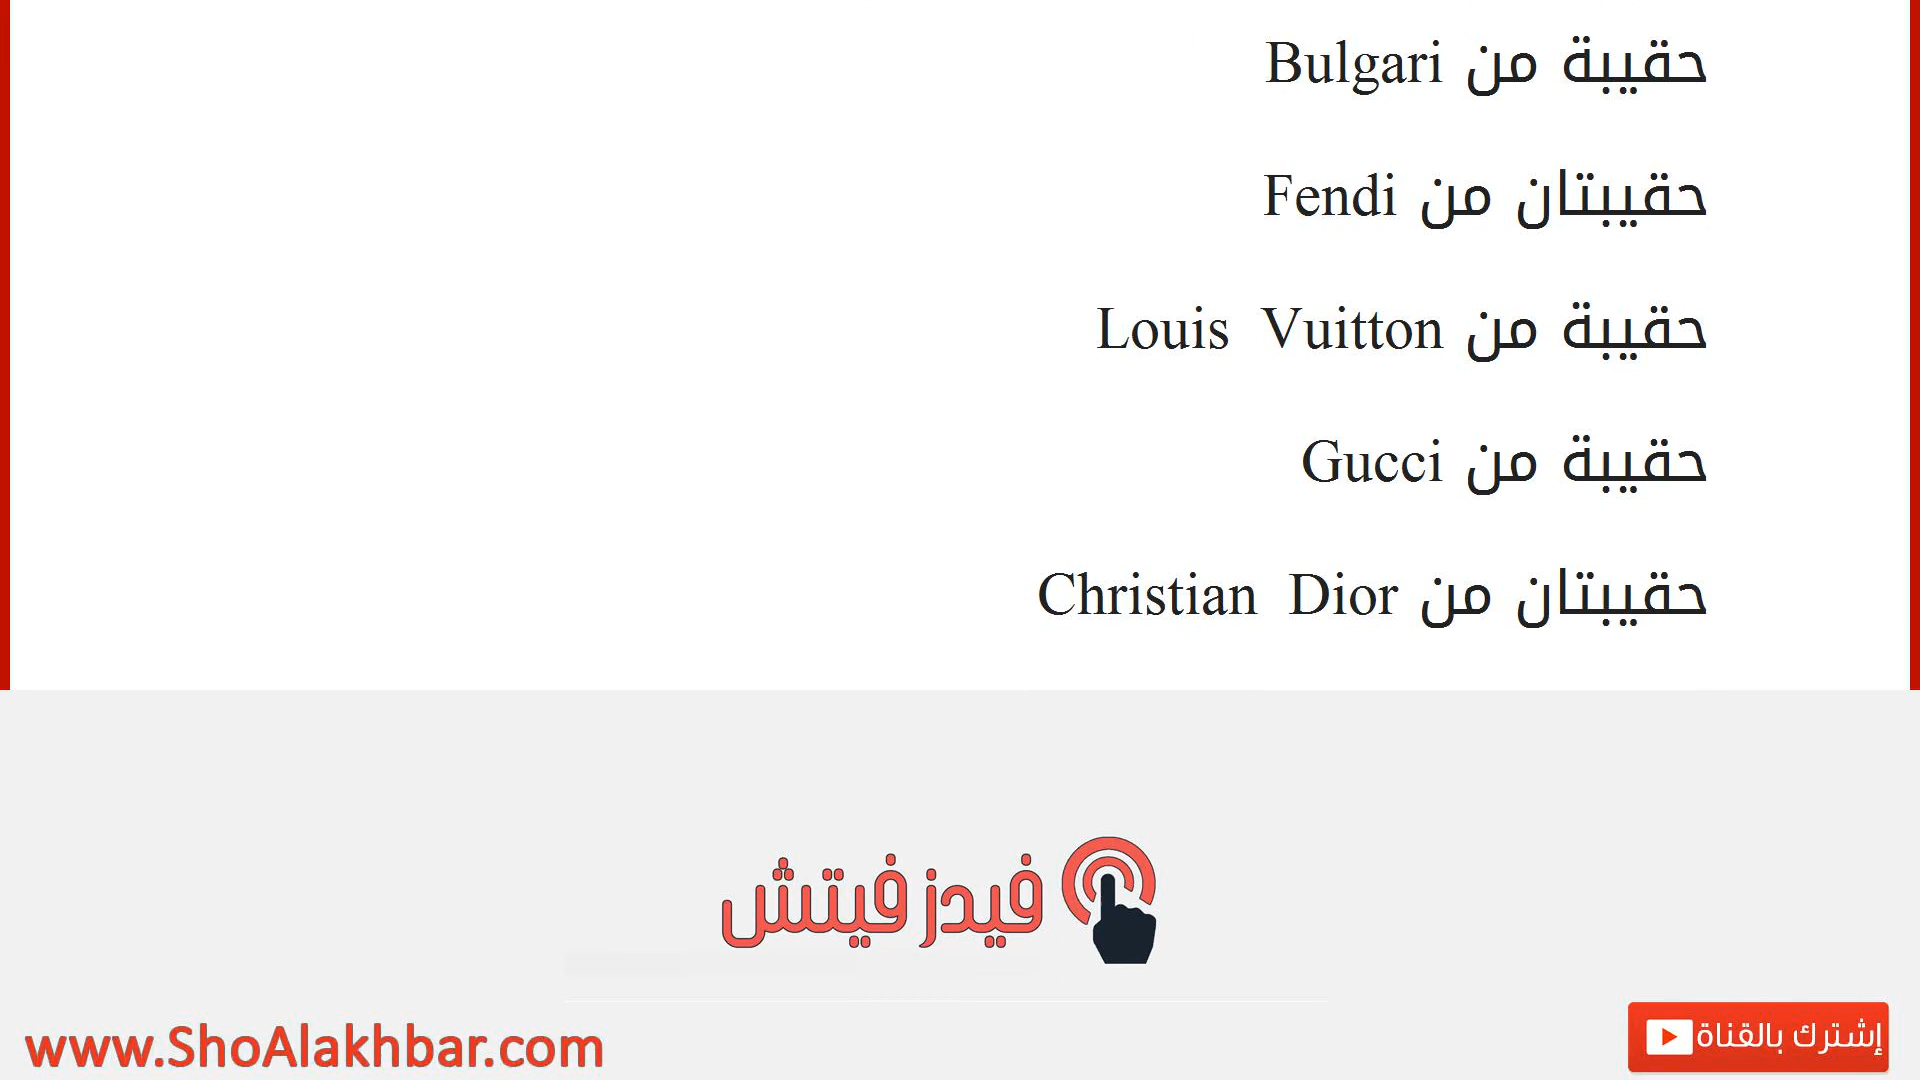 حقيبة من Bulgari
حقيبتان من Fendi
حقيبة من Louis Vuitton
حقيبة من Gucci
حقيبتان من Christian Dior
فيدز فيتش
www.ShoAlakhbar.com
إشترك بالقناة